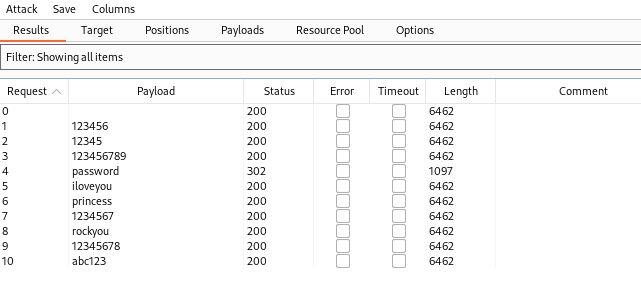 Attack Save Columns
Results Target Positions Payloads Resource Pool Options
Filter: Showing all items
Request Payload Status Error Timeout Length Comment
0 200 6462
1 123456 200 6462
2 12345 200 6462
3 123456789 200 6462
4 password 302 1097
5 iloveyou 200 6462
6 princess 200 6462
7 1234567 200 6462
8 rockyou 200 6462
9 12345678 200 6462
10 abc123 200 6462